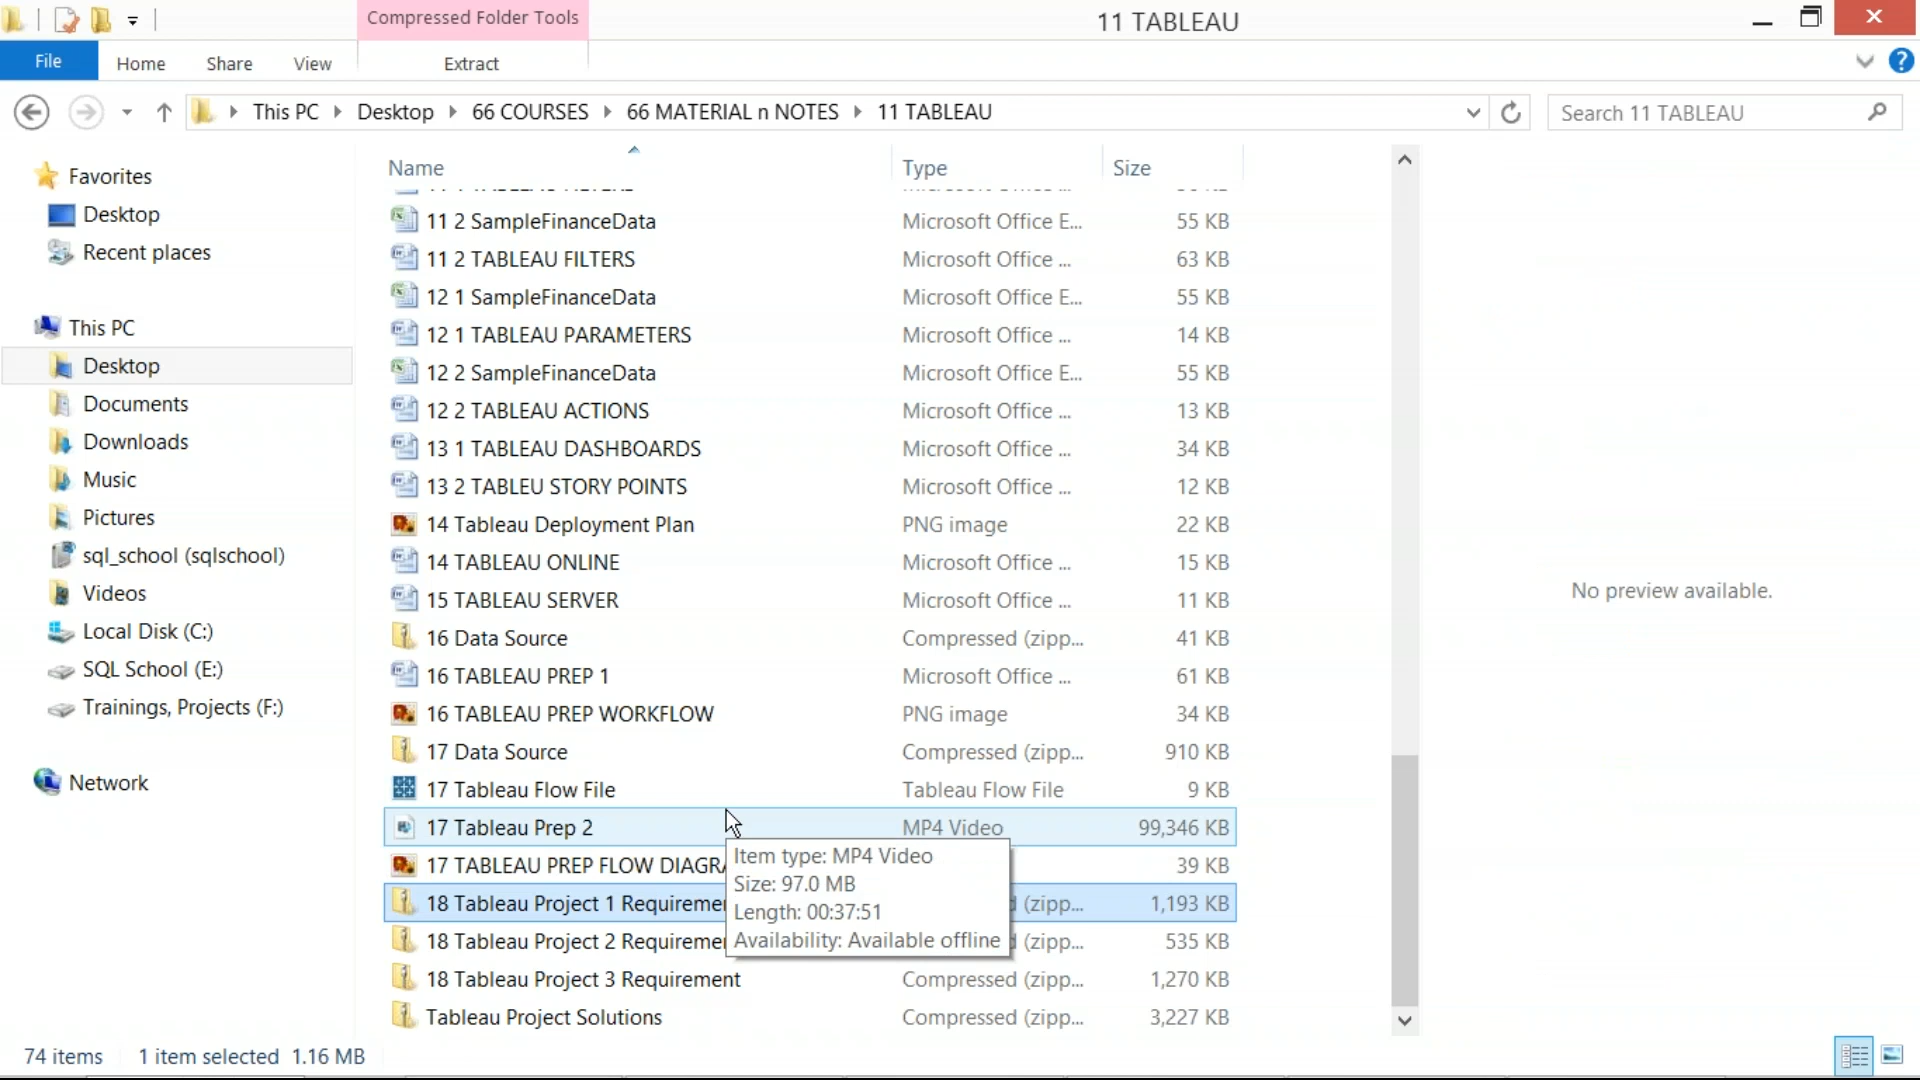 Compressed Folder Tools
11 TABLEAU
File
Home
Share
View
Extract
This PC
Desktop
66 COURSES
66 MATERIAL n NOTES
11 TABLEAU
Search 11 TABLEAU
Favorites
Desktop
Recent places
This PC
Desktop
Documents
Downloads
Music
Pictures
sql_school (sqlschool)
Videos
Local Disk (C:)
SQL School (E:)
Trainings, Projects (F:)
Network
Name Type Size
11 2 SampleFinanceData Microsoft Office E... 55 KB
11 2 TABLEAU FILTERS Microsoft Office ... 63 KB
12 1 SampleFinanceData Microsoft Office E... 55 KB
12 1 TABLEAU PARAMETERS Microsoft Office ... 14 KB
12 2 SampleFinanceData Microsoft Office E... 55 KB
12 2 TABLEAU ACTIONS Microsoft Office ... 13 KB
13 1 TABLEAU DASHBOARDS Microsoft Office ... 34 KB
13 2 TABLEU STORY POINTS Microsoft Office ... 12 KB
14 Tableau Deployment Plan PNG image 22 KB
14 TABLEAU ONLINE Microsoft Office ... 15 KB
15 TABLEAU SERVER Microsoft Office ... 11 KB
16 Data Source Compressed (zipp... 41 KB
16 TABLEAU PREP 1 Microsoft Office ... 61 KB
16 TABLEAU PREP WORKFLOW PNG image 34 KB
17 Data Source Compressed (zipp... 910 KB
17 Tableau Flow File Tableau Flow File 9 KB
17 Tableau Prep 2 MP4 Video 99,346 KB
17 TABLEAU PREP FLOW DIAGRA 39 KB
18 Tableau Project 1 Requiremen d (zipp... 1,193 KB
18 Tableau Project 2 Requiremen d (zipp... 535 KB
18 Tableau Project 3 Requirement Compressed (zipp... 1,270 KB
Tableau Project Solutions Compressed (zipp... 3,227 KB
Item type: MP4 Video
Size: 97.0 MB
Length: 00:37:51
Availability: Available offline
No preview available.
74 items 1 item selected 1.16 MB